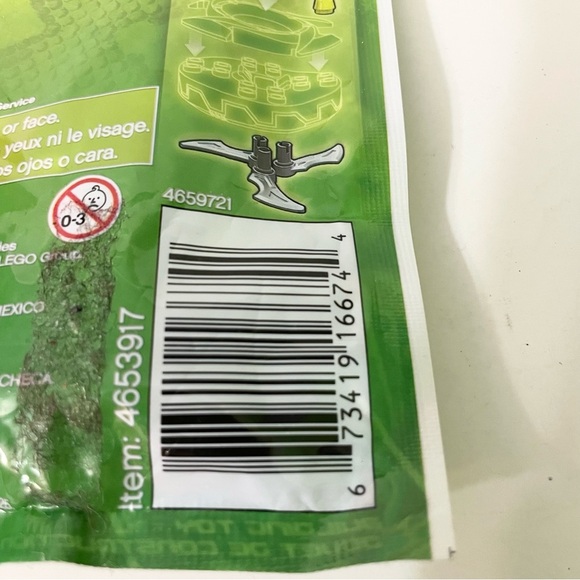 Service
or face.
yeux ni le visage.
os ojos o cara.
4659721
0-3
LEGO Group
MEXICO
CHECA
Item: 4653917
6 73419 16674 4